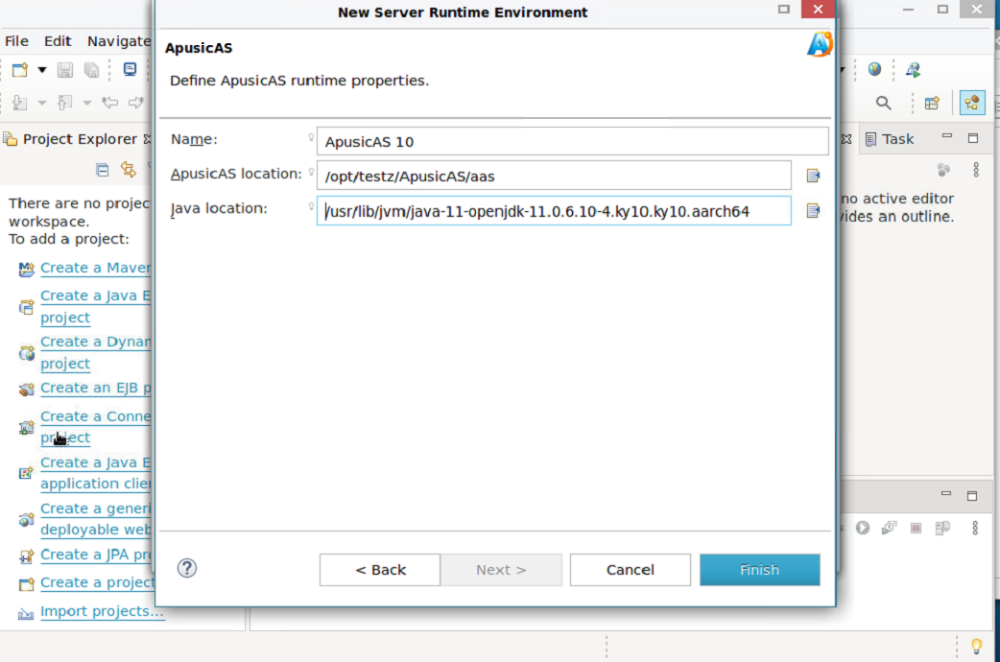 New Server Runtime Environment
File Edit Navigate
ApusicAS
Define ApusicAS runtime properties.
Project Explorer
Task
Name:
ApusicAS 10
ApusicAS location:
/opt/testz/ApusicAS/aas
Java location:
/usr/lib/jvm/java-11-openjdk-11.0.6.10-4.ky10.ky10.aarch64
There are no projec
workspace.
To add a project:
no active editor
vides an outline.
Create a Maven
Create a Java E
project
Create a Dynan
project
Create an EJB p
Create a Conne
project
Create a Java E
application clien
Create a generi
deployable web
Create a JPA pro
Create a project
Import projects...
?
< Back
Next >
Cancel
Finish